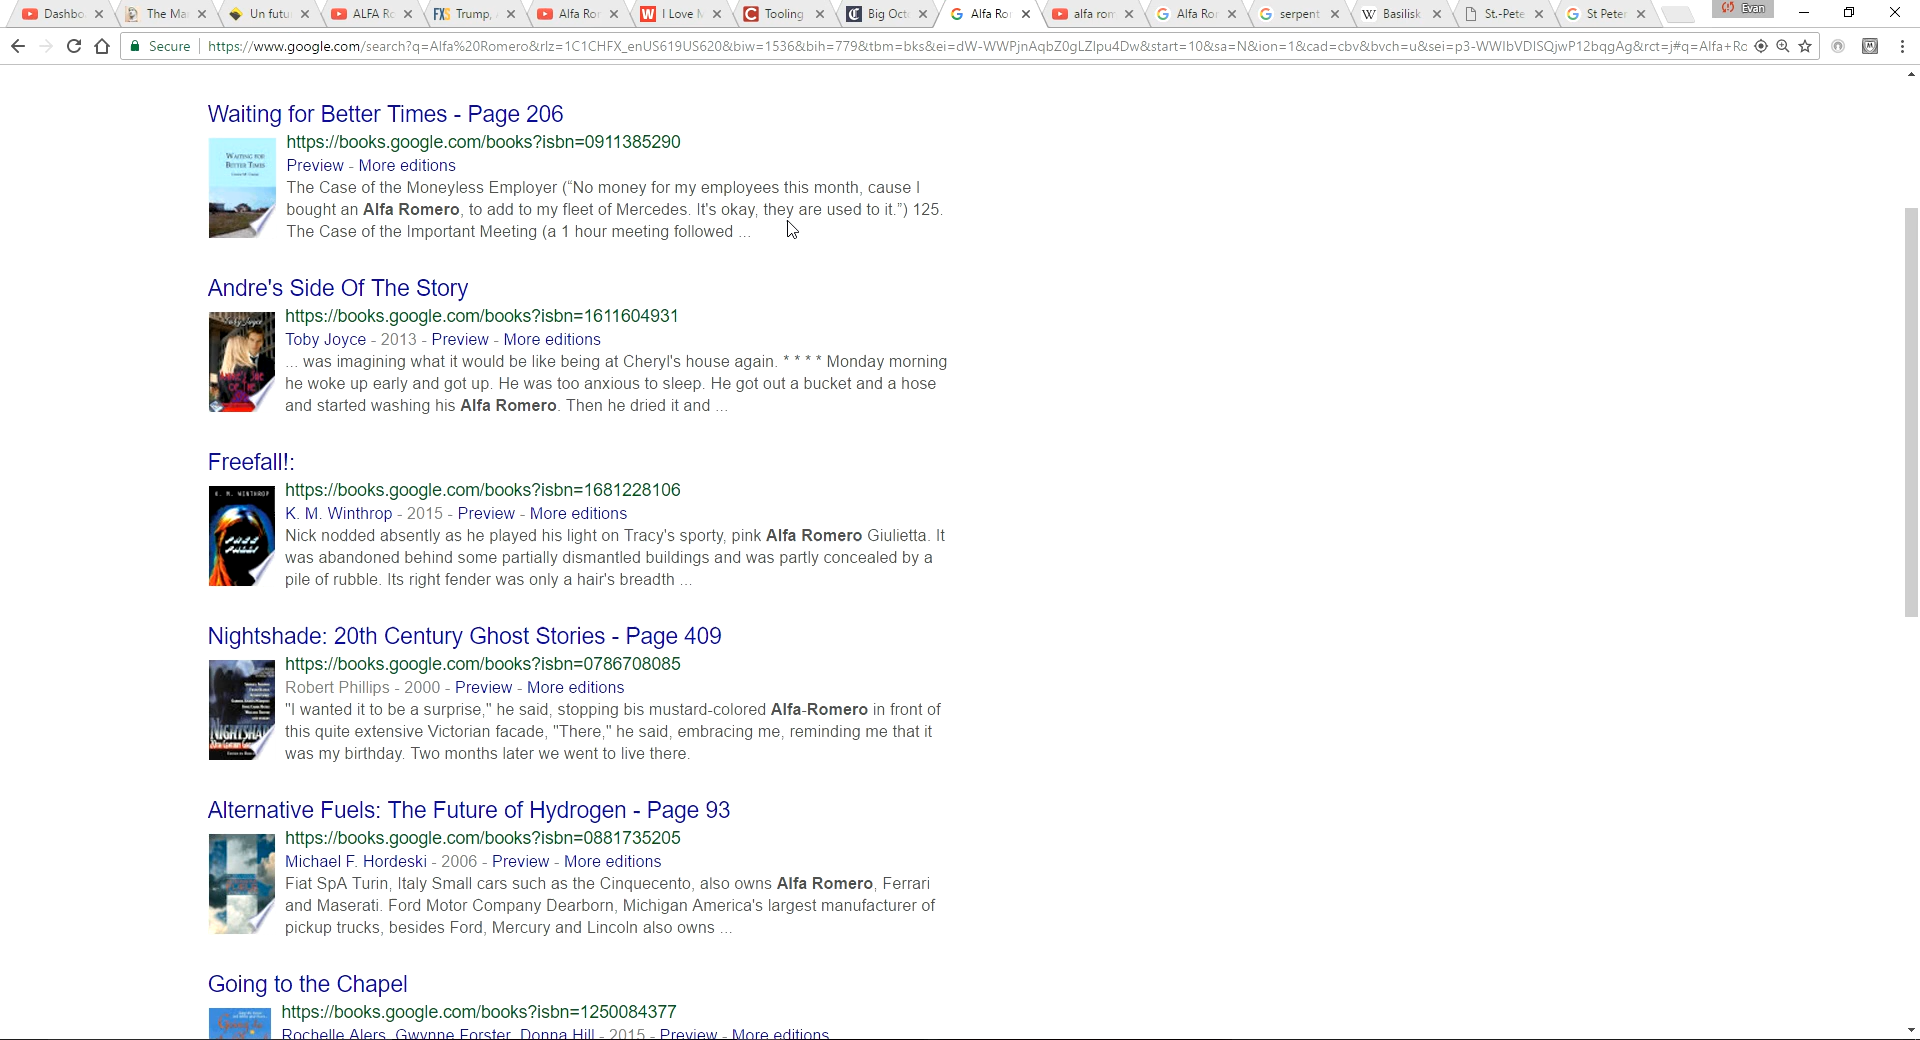 Dashbo
The Ma
Un futu
ALFA R
Trump,
Alfa Ro
I Love
Tooling
Big Oct
Alfa Ro
alfa rom
Alfa Ro
serpent
Basilisk
St.-Pete
St Peter
Evan
Secure https://www.google.com/search?q=Alfa%20Romero&rlz=1C1CHFX_enUS619US620&biw=1536&bih=779&tbm=bks&ei=dW-WWPjnAqbZ0gLZlpu4Dw&start=10&sa=N&ion=1&cad=cbv&bvch=u&sei=p3-WWIbVDISQjwP12bqgAg&rct=j#q=Alfa+Ro
Waiting for Better Times - Page 206
WAITING FOR
BETTER TIMES
https://books.google.com/books?isbn=0911385290
Preview - More editions
The Case of the Moneyless Employer (“No money for my employees this month, cause I
bought an Alfa Romero, to add to my fleet of Mercedes. It's okay, they are used to it.”) 125.
The Case of the Important Meeting (a 1 hour meeting followed ...
Andre's Side Of The Story
https://books.google.com/books?isbn=1611604931
Toby Joyce - 2013 - Preview - More editions
... was imagining what it would be like being at Cheryl's house again. * * * * Monday morning
he woke up early and got up. He was too anxious to sleep. He got out a bucket and a hose
and started washing his Alfa Romero. Then he dried it and ...
Freefall!:
K. M. WINTHROP
https://books.google.com/books?isbn=1681228106
K. M. Winthrop - 2015 - Preview - More editions
Nick nodded absently as he played his light on Tracy's sporty, pink Alfa Romero Giulietta. It
was abandoned behind some partially dismantled buildings and was partly concealed by a
pile of rubble. Its right fender was only a hair's breadth ...
Nightshade: 20th Century Ghost Stories - Page 409
https://books.google.com/books?isbn=0786708085
Robert Phillips - 2000 - Preview - More editions
"I wanted it to be a surprise," he said, stopping bis mustard-colored Alfa-Romero in front of
this quite extensive Victorian facade, "There," he said, embracing me, reminding me that it
was my birthday. Two months later we went to live there.
Alternative Fuels: The Future of Hydrogen - Page 93
https://books.google.com/books?isbn=0881735205
Michael F. Hordeski - 2006 - Preview - More editions
Fiat SpA Turin, Italy Small cars such as the Cinquecento, also owns Alfa Romero, Ferrari
and Maserati. Ford Motor Company Dearborn, Michigan America's largest manufacturer of
pickup trucks, besides Ford, Mercury and Lincoln also owns ...
Going to the Chapel
https://books.google.com/books?isbn=1250084377
Rochelle Alers, Gwynne Forster, Donna Hill - 2015 - Preview - More editions